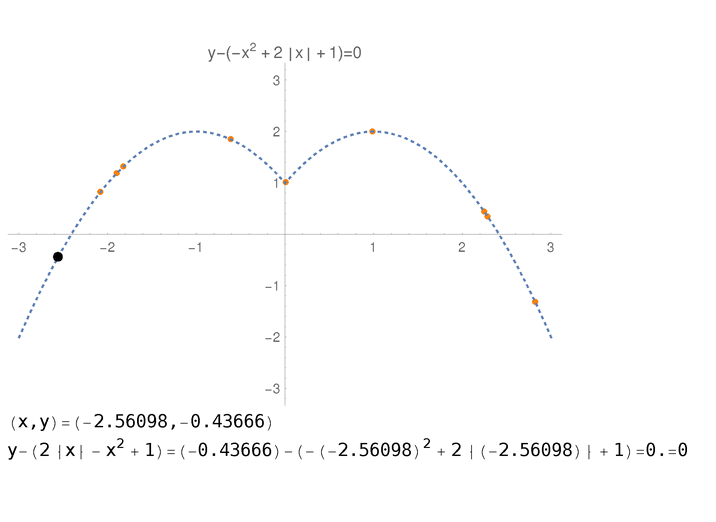 y−(−x² + 2 |x| + 1)=0
3
2
1
−3 −2 −1 1 2 3
−1
−2
−3
(x,y)=(−2.56098,−0.43666)
y−(2 |x| − x² + 1)=(−0.43666)−(−(−2.56098)² + 2 |(−2.56098)| + 1)=0.=0